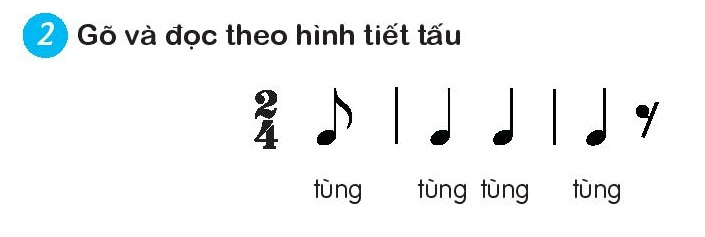 2 Gõ và đọc theo hình tiết tấu
2
4
tùng tùng tùng tùng